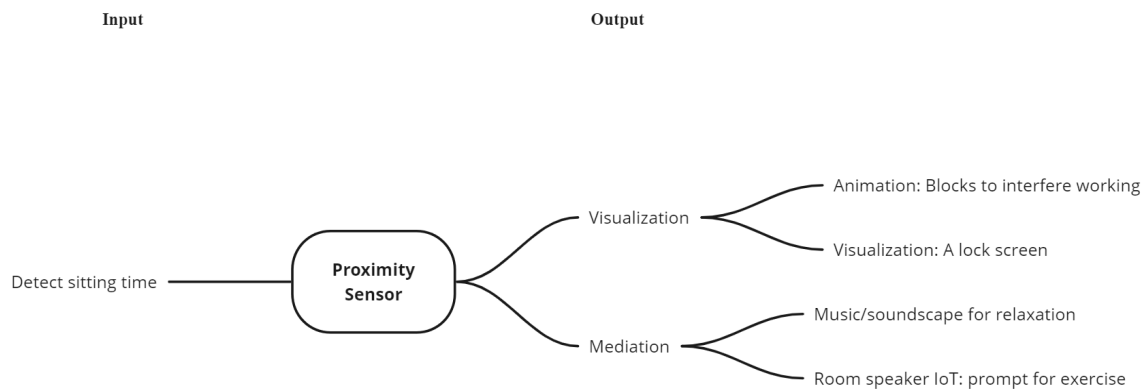 Input
Output
Detect sitting time
Proximity
Sensor
Visualization
Animation: Blocks to interfere working
Visualization: A lock screen
Mediation
Music/soundscape for relaxation
Room speaker IoT: prompt for exercise